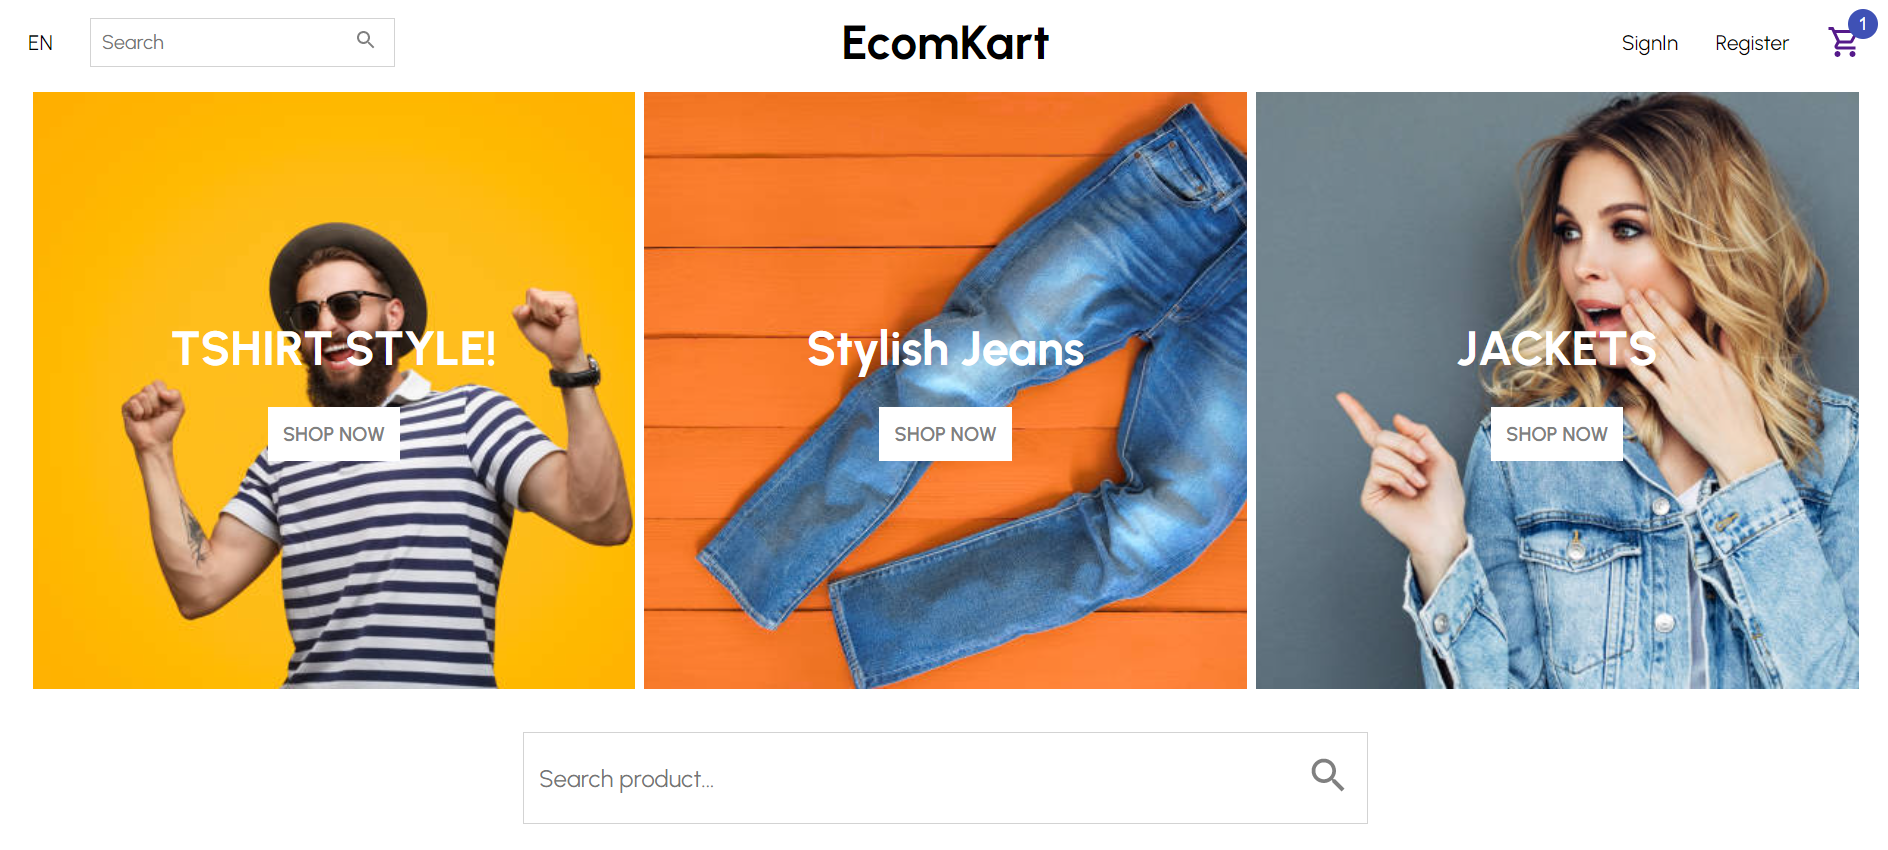 EN
Search
EcomKart
SignIn
Register
1
TSHIRT STYLE!
SHOP NOW
Stylish Jeans
SHOP NOW
JACKETS
SHOP NOW
Search product...